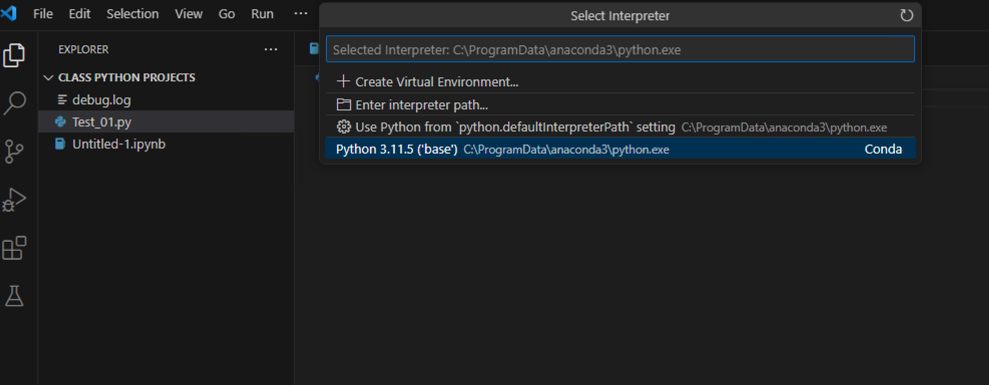 File Edit Selection View Go Run ···
Select Interpreter
EXPLORER ···
Selected Interpreter: C:\ProgramData\anaconda3\python.exe
CLASS PYTHON PROJECTS
Create Virtual Environment...
debug.log
Enter interpreter path...
Test_01.py
Use Python from `python.defaultInterpreterPath` setting C:\ProgramData\anaconda3\python.exe
Untitled-1.ipynb
Python 3.11.5 ('base') C:\ProgramData\anaconda3\python.exe Conda